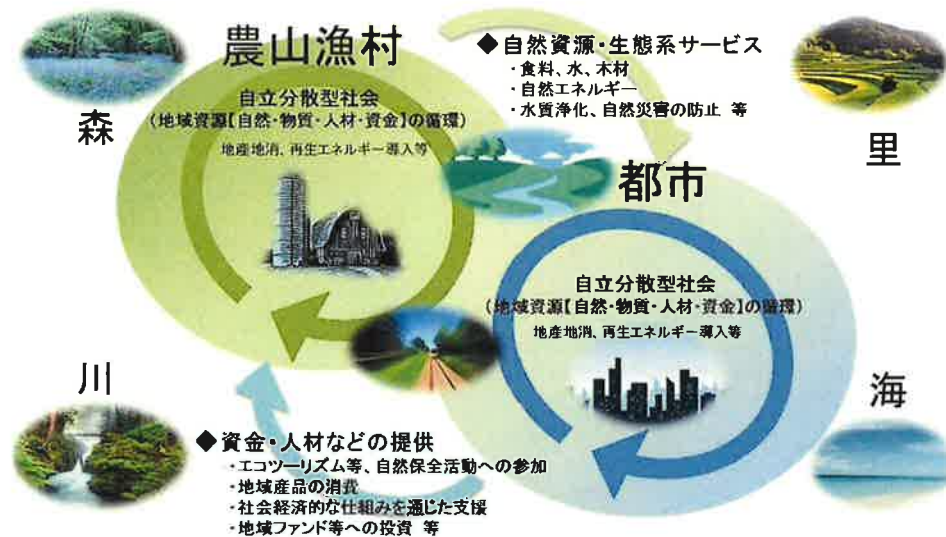 農山漁村
自立分散型社会
(地域資源【自然・物質・人材・資金】の循環)
地産地消、再生エネルギー導入等
◆自然資源・生態系サービス
・食料、水、木材
・自然エネルギー
・水質浄化、自然災害の防止 等
森
里
都市
自立分散型社会
(地域資源【自然・物質・人材・資金】の循環)
地産地消、再生エネルギー導入等
川
海
◆資金・人材などの提供
・エコツーリズム等、自然保全活動への参加
・地域産品の消費
・社会経済的な仕組みを通じた支援
・地域ファンド等への投資 等